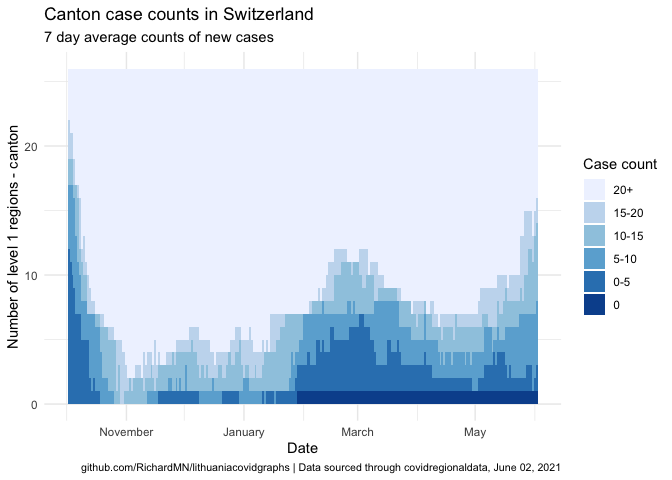 Canton case counts in Switzerland
7 day average counts of new cases
Number of level 1 regions - canton
20
10
0
November
January
March
May
Date
Case count
20+
15-20
10-15
5-10
0-5
0
github.com/RichardMN/lithuaniacovidgraphs | Data sourced through covidregionaldata, June 02, 2021